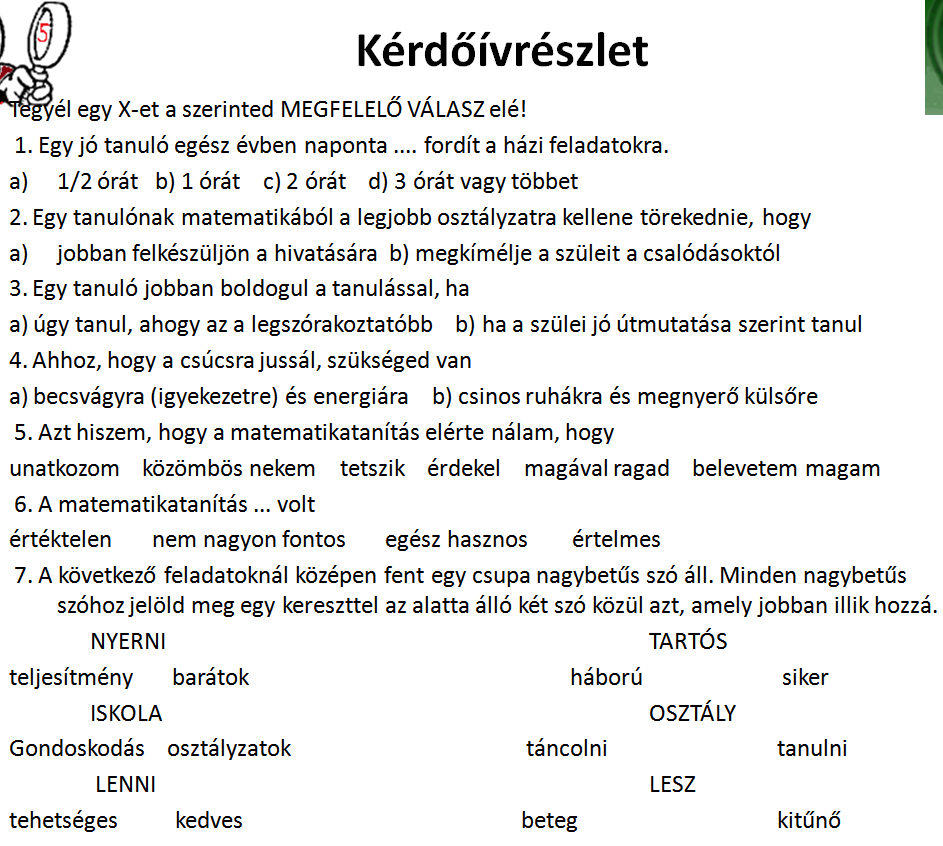 5
Kérdőívrészlet
Tegyél egy X-et a szerinted MEGFELELŐ VÁLASZ elé!
1. Egy jó tanuló egész évben naponta .... fordít a házi feladatokra.
a) 1/2 órát b) 1 órát c) 2 órát d) 3 órát vagy többet
2. Egy tanulónak matematikából a legjobb osztályzatra kellene törekednie, hogy
a) jobban felkészüljön a hivatására b) megkímélje a szüleit a csalódásoktól
3. Egy tanuló jobban boldogul a tanulással, ha
a) úgy tanul, ahogy az a legszórakoztatóbb b) ha a szülei jó útmutatása szerint tanul
4. Ahhoz, hogy a csúcsra jussál, szükséged van
a) becsvágyra (igyekezetre) és energiára b) csinos ruhákra és megnyerő külsőre
5. Azt hiszem, hogy a matematikatanítás elérte nálam, hogy
unatkozom közömbös nekem tetszik érdekel magával ragad belevetem magam
6. A matematikatanítás ... volt
értéktelen nem nagyon fontos egész hasznos értelmes
7. A következő feladatoknál középen fent egy csupa nagybetűs szó áll. Minden nagybetűs
szóhoz jelöld meg egy kereszttel az alatta álló két szó közül azt, amely jobban illik hozzá.
NYERNI TARTÓS
teljesítmény barátok háború siker
ISKOLA OSZTÁLY
Gondoskodás osztályzatok táncolni tanulni
LENNI LESZ
tehetséges kedves beteg kitűnő